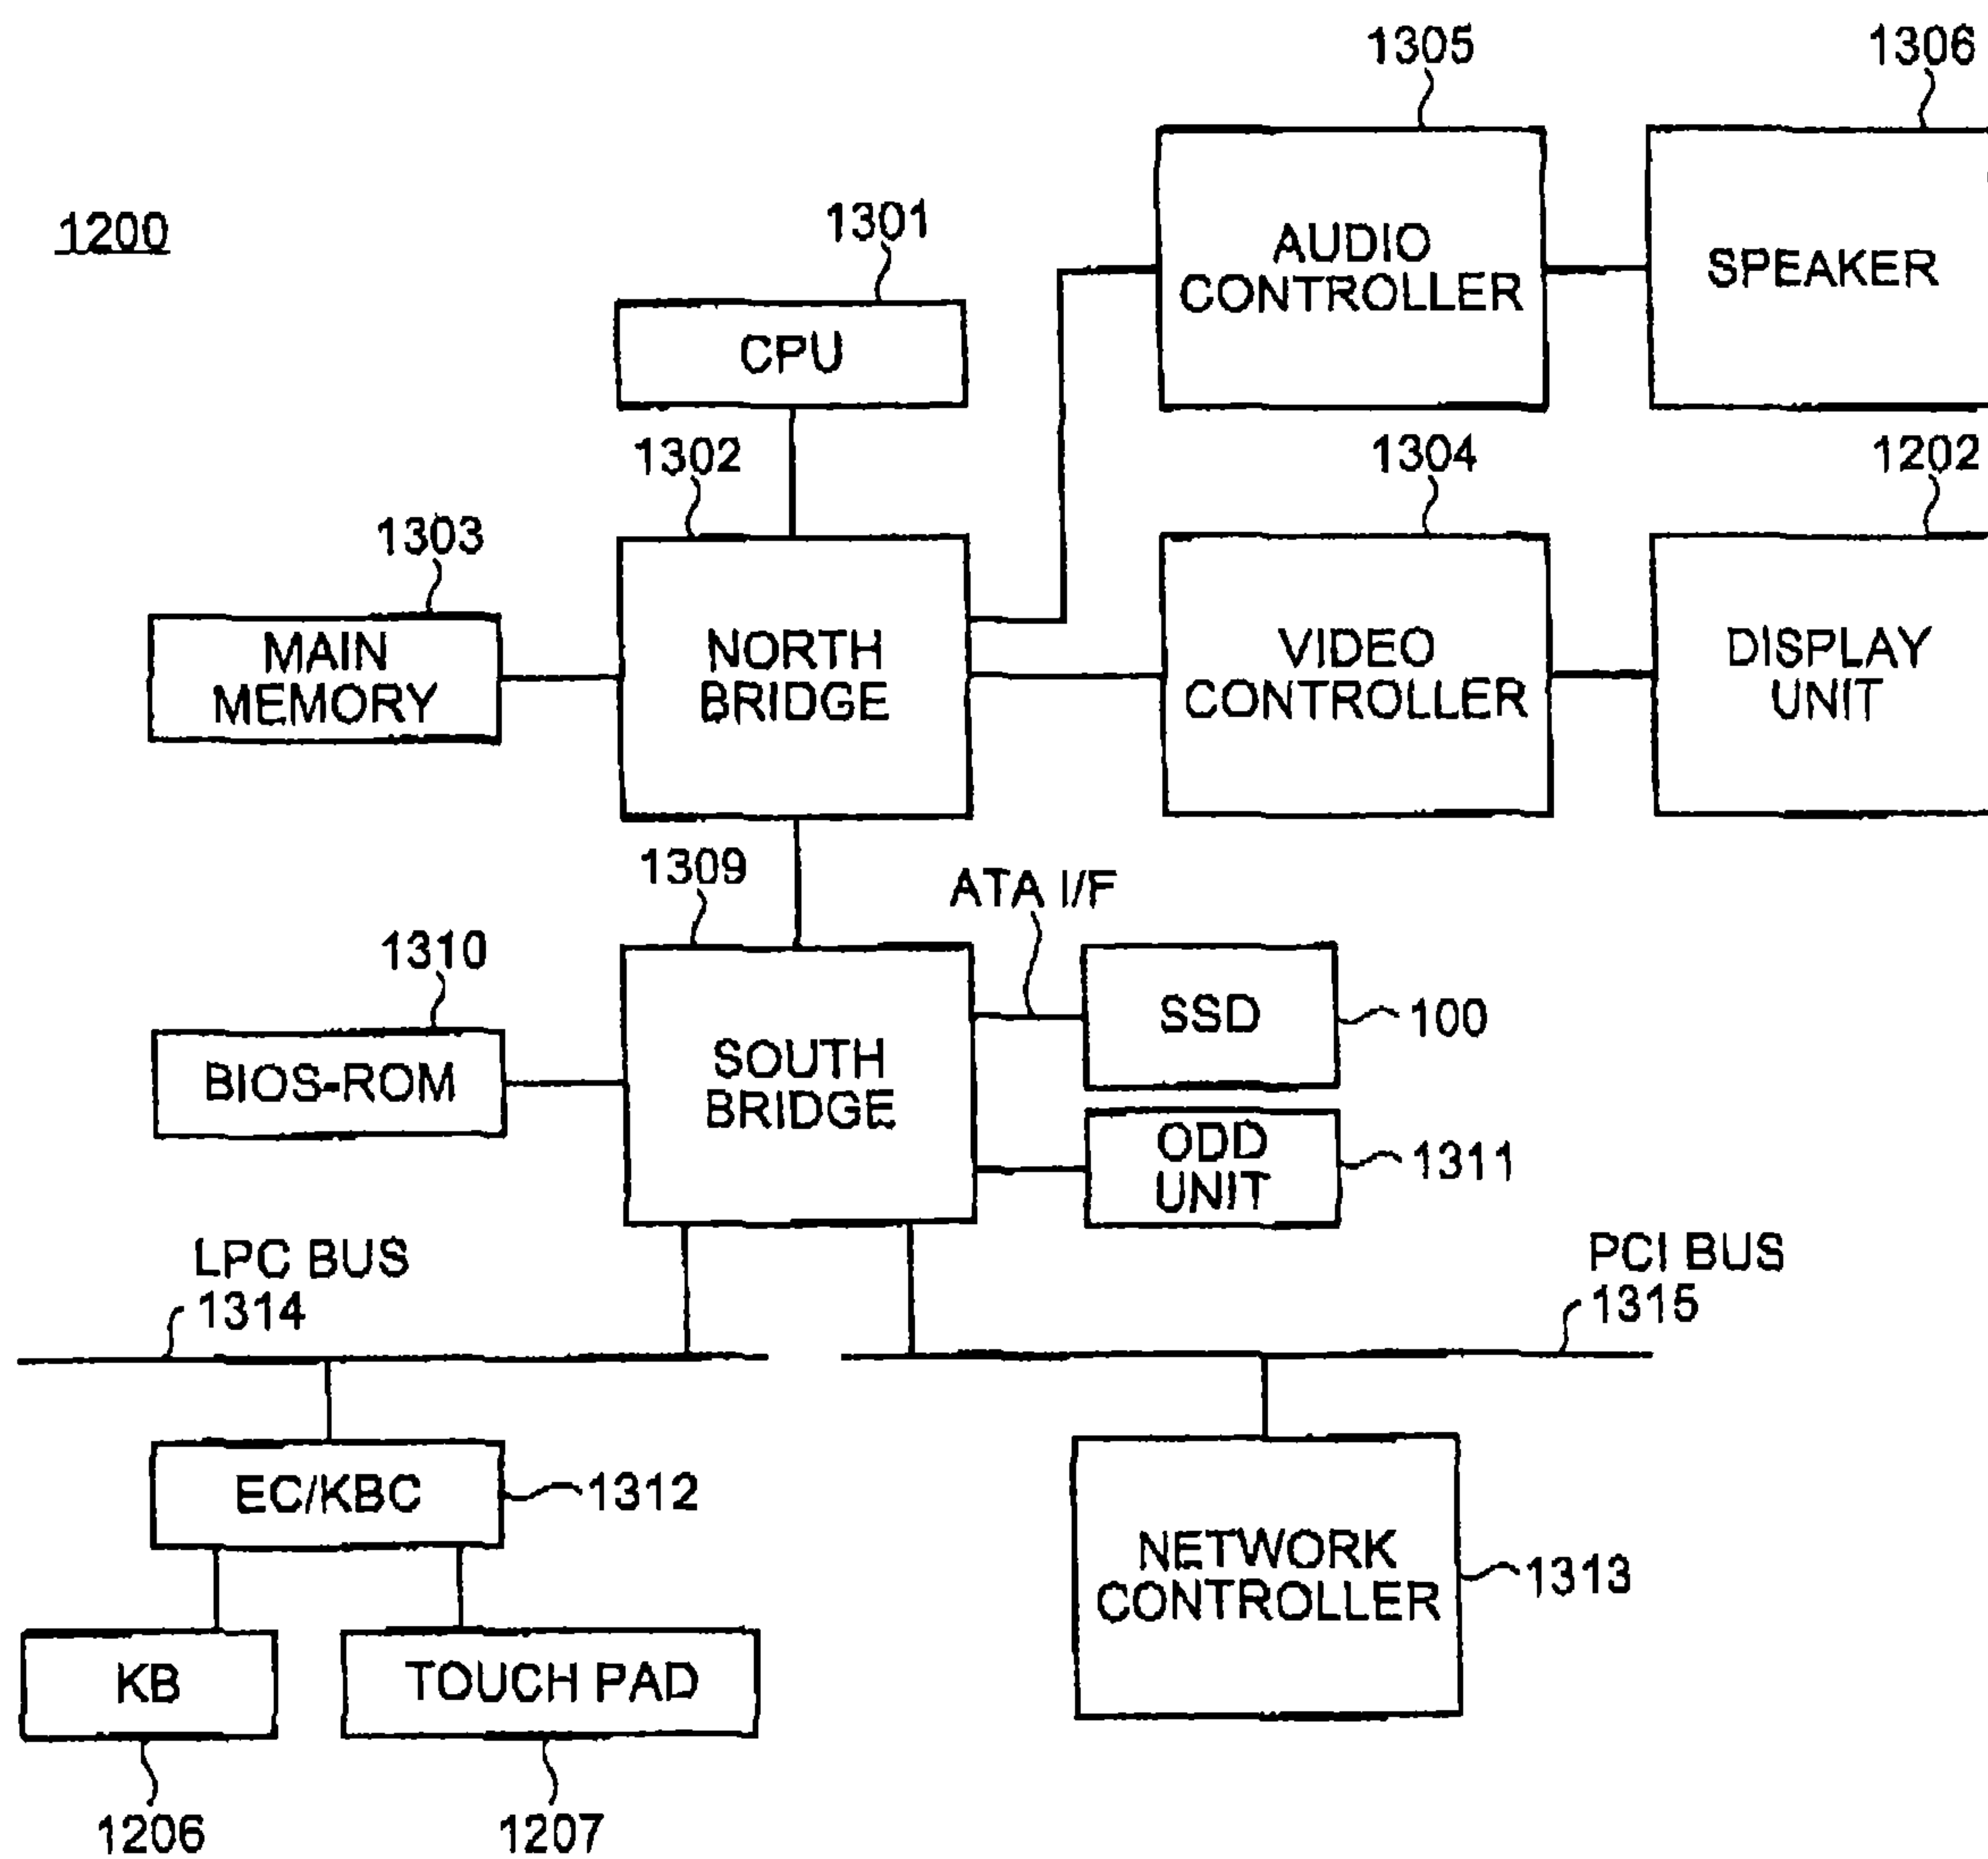 1305
1306
1200
1301
AUDIO
CONTROLLER
SPEAKER
CPU
1302
1304
1202
1303
MAIN
MEMORY
NORTH
BRIDGE
VIDEO
CONTROLLER
DISPLAY
UNIT
1309
ATA I/F
1310
SSD
100
BIOS-ROM
SOUTH
BRIDGE
ODD
UNIT
1311
LPC BUS
1314
PCI BUS
1315
EC/KBC
1312
NETWORK
CONTROLLER
1313
KB
TOUCH PAD
1206
1207